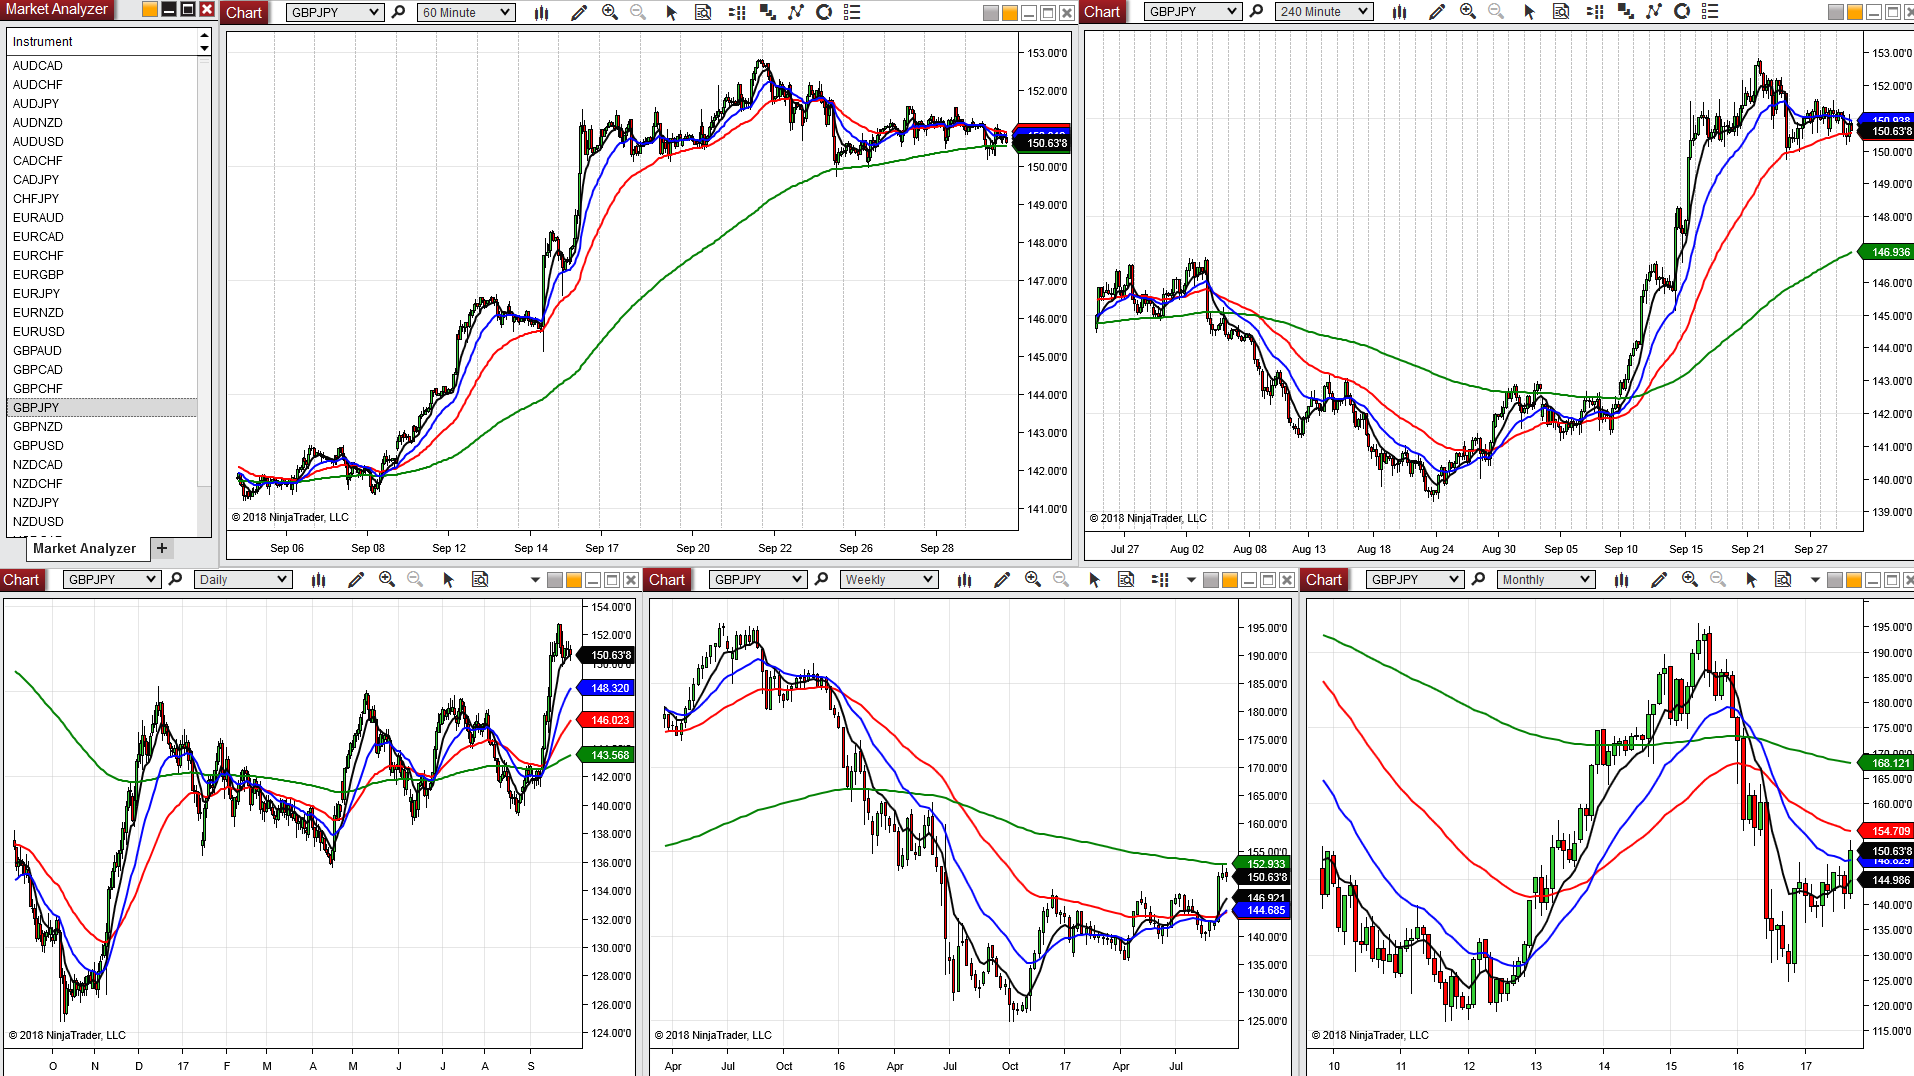 Market Analyzer
Instrument
AUDCAD
AUDCHF
AUDJPY
AUDNZD
AUDUSD
CADCHF
CADJPY
CHFJPY
EURAUD
EURCAD
EURCHF
EURGBP
EURJPY
EURNZD
EURUSD
GBPAUD
GBPCAD
GBPCHF
GBPJPY
GBPNZD
GBPUSD
NZDCAD
NZDCHF
NZDJPY
NZDUSD
Market Analyzer +
Chart GBPJPY 60 Minute
153.00'0
152.00'0
150.63'8
150.00'0
149.00'0
148.00'0
147.00'0
146.00'0
145.00'0
144.00'0
143.00'0
142.00'0
141.00'0
© 2018 NinjaTrader, LLC
Sep 06 Sep 08 Sep 12 Sep 14 Sep 17 Sep 20 Sep 22 Sep 26 Sep 28
Chart GBPJPY 240 Minute
153.00'0
152.00'0
150.938
150.63'8
150.00'0
149.00'0
148.00'0
146.936
146.00'0
145.00'0
144.00'0
143.00'0
142.00'0
141.00'0
140.00'0
139.00'0
© 2018 NinjaTrader, LLC
Jul 27 Aug 02 Aug 08 Aug 13 Aug 18 Aug 24 Aug 30 Sep 05 Sep 10 Sep 15 Sep 21 Sep 27
Chart GBPJPY Daily
154.00'0
152.00'0
150.63'8
150.00'0
148.320
146.023
143.568
142.00'0
140.00'0
138.00'0
136.00'0
134.00'0
132.00'0
130.00'0
128.00'0
126.00'0
124.00'0
© 2018 NinjaTrader, LLC
O N D 17 F M A M J J A S
Chart GBPJPY Weekly
195.00'0
190.00'0
185.00'0
180.00'0
175.00'0
170.00'0
165.00'0
160.00'0
155.00'0
152.933
150.63'8
146.921
144.685
140.00'0
135.00'0
130.00'0
125.00'0
© 2018 NinjaTrader, LLC
Apr Jul Oct 16 Apr Jul Oct 17 Apr Jul
Chart GBPJPY Monthly
195.00'0
190.00'0
185.00'0
180.00'0
175.00'0
170.00'0
168.121
165.00'0
160.00'0
154.709
150.63'8
148.829
144.986
140.00'0
135.00'0
130.00'0
125.00'0
120.00'0
115.00'0
© 2018 NinjaTrader, LLC
10 11 12 13 14 15 16 17